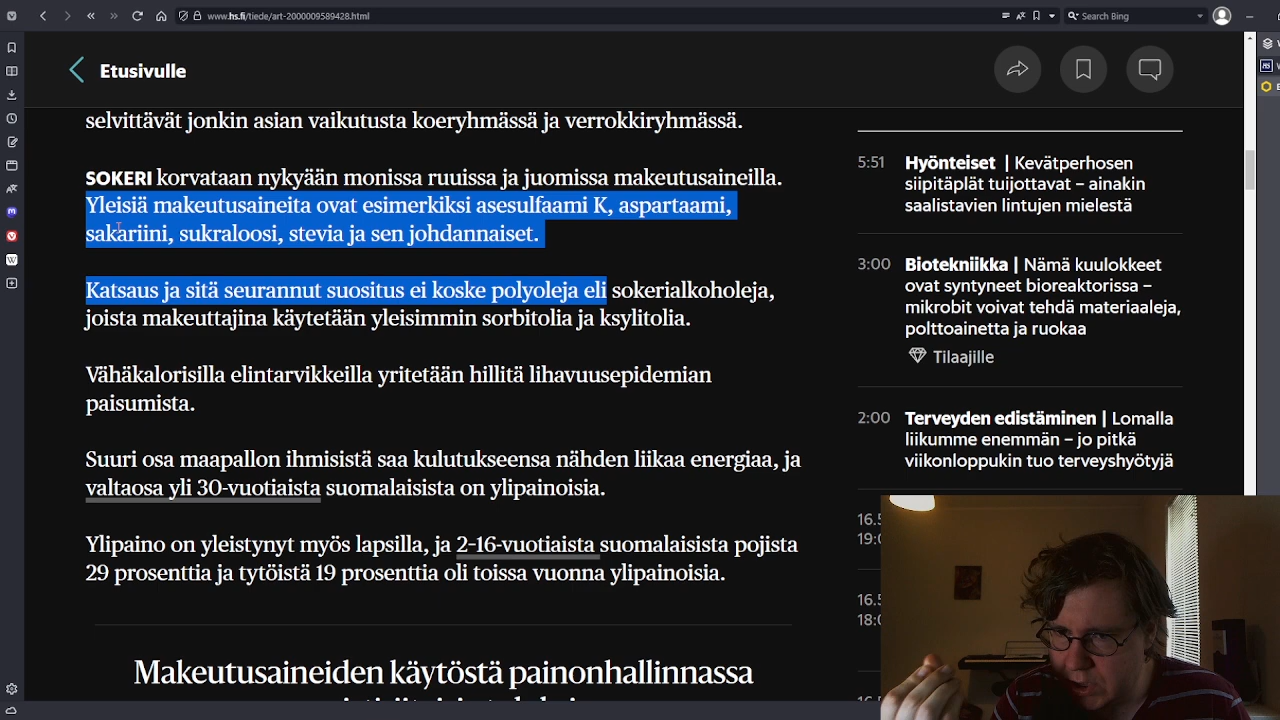 www.hs.fi/tiede/art-2000009589428.html
Search Bing
Etusivulle
selvittävät jonkin asian vaikutusta koeryhmässä ja verrokkiryhmässä.
SOKERI korvataan nykyään monissa ruuissa ja juomissa makeutusaineilla.
Yleisiä makeutusaineita ovat esimerkiksi asesulfaami K, aspartaami,
sakariini, sukraloosi, stevia ja sen johdannaiset.
Katsaus ja sitä seurannut suositus ei koske polyoleja eli sokerialkoholeja,
joista makeuttajina käytetään yleisimmin sorbitolia ja ksylitolia.
Vähäkalorisilla elintarvikkeilla yritetään hillitä lihavuusepidemian
paisumista.
Suuri osa maapallon ihmisistä saa kulutukseensa nähden liikaa energiaa, ja
valtaosa yli 30-vuotiaista suomalaisista on ylipainoisia.
Ylipaino on yleistynyt myös lapsilla, ja 2-16-vuotiaista suomalaisista pojista
29 prosenttia ja tytöistä 19 prosenttia oli toissa vuonna ylipainoisia.
Makeutusaineiden käytöstä painonhallinnassa
5:51 Hyönteiset | Kevätperhosen
siipitäplät tuijottavat – ainakin
saalistavien lintujen mielestä
3:00 Biotekniikka | Nämä kuulokkeet
ovat syntyneet bioreaktorissa –
mikrobit voivat tehdä materiaaleja,
polttoainetta ja ruokaa
Tilaajille
2:00 Terveyden edistäminen | Lomalla
liikumme enemmän – jo pitkä
viikonloppukin tuo terveyshyötyjä